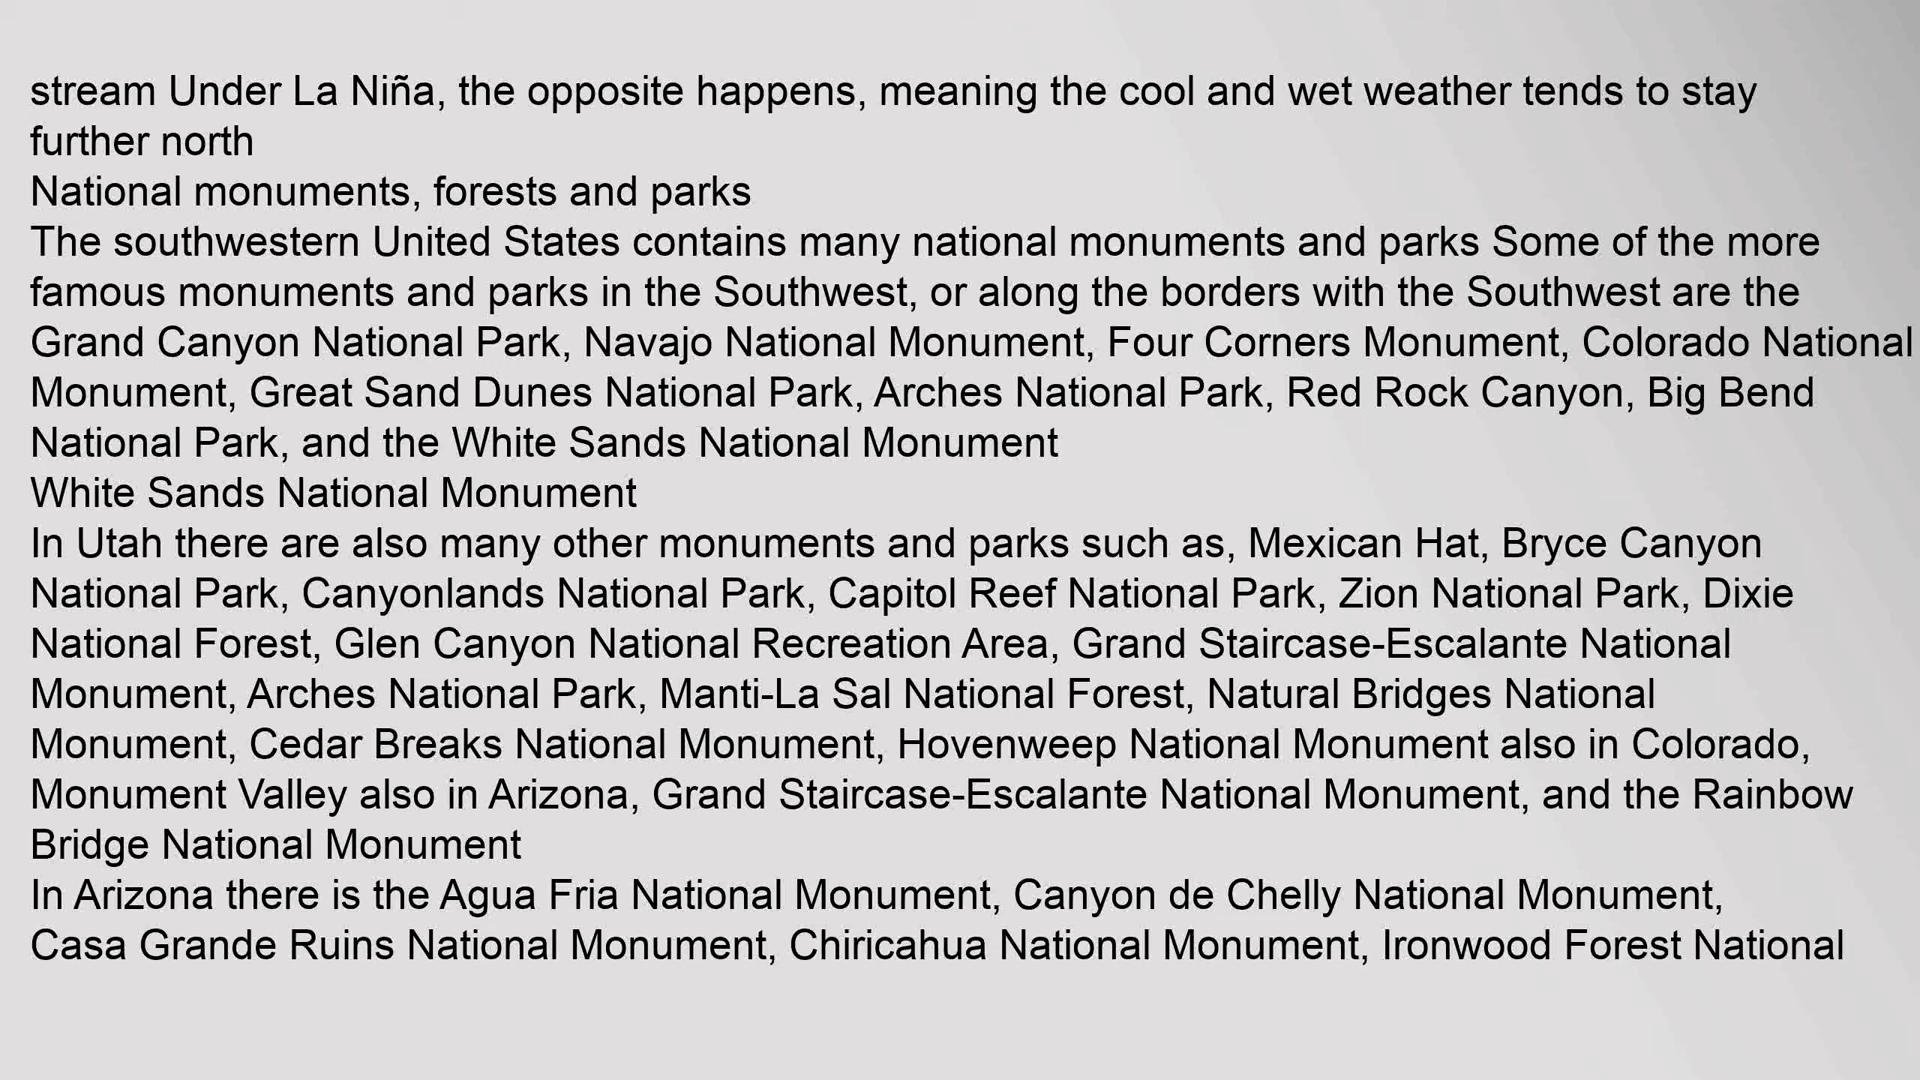 stream Under La Niña, the opposite happens, meaning the cool and wet weather tends to stay
further north
National monuments, forests and parks
The southwestern United States contains many national monuments and parks Some of the more
famous monuments and parks in the Southwest, or along the borders with the Southwest are the
Grand Canyon National Park, Navajo National Monument, Four Corners Monument, Colorado National
Monument, Great Sand Dunes National Park, Arches National Park, Red Rock Canyon, Big Bend
National Park, and the White Sands National Monument
White Sands National Monument
In Utah there are also many other monuments and parks such as, Mexican Hat, Bryce Canyon
National Park, Canyonlands National Park, Capitol Reef National Park, Zion National Park, Dixie
National Forest, Glen Canyon National Recreation Area, Grand Staircase-Escalante National
Monument, Arches National Park, Manti-La Sal National Forest, Natural Bridges National
Monument, Cedar Breaks National Monument, Hovenweep National Monument also in Colorado,
Monument Valley also in Arizona, Grand Staircase-Escalante National Monument, and the Rainbow
Bridge National Monument
In Arizona there is the Agua Fria National Monument, Canyon de Chelly National Monument,
Casa Grande Ruins National Monument, Chiricahua National Monument, Ironwood Forest National